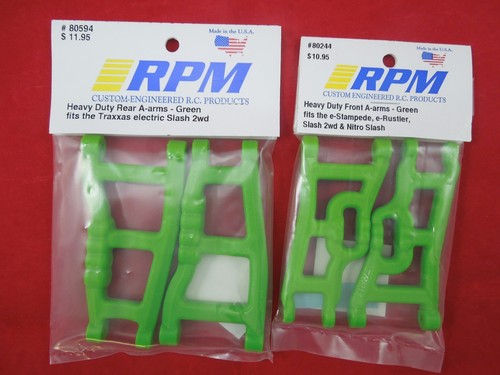 # 80594
$ 11.95
Made in the U.S.A.
RPM
CUSTOM-ENGINEERED R.C. PRODUCTS
Heavy Duty Rear A-arms - Green
fits the Traxxas electric Slash 2wd
#80244
$10.95
Made in the U.S.A.
RPM
CUSTOM-ENGINEERED R.C. PRODUCTS
Heavy Duty Front A-arms - Green
fits the e-Stampede, e-Rustler,
Slash 2wd & Nitro Slash